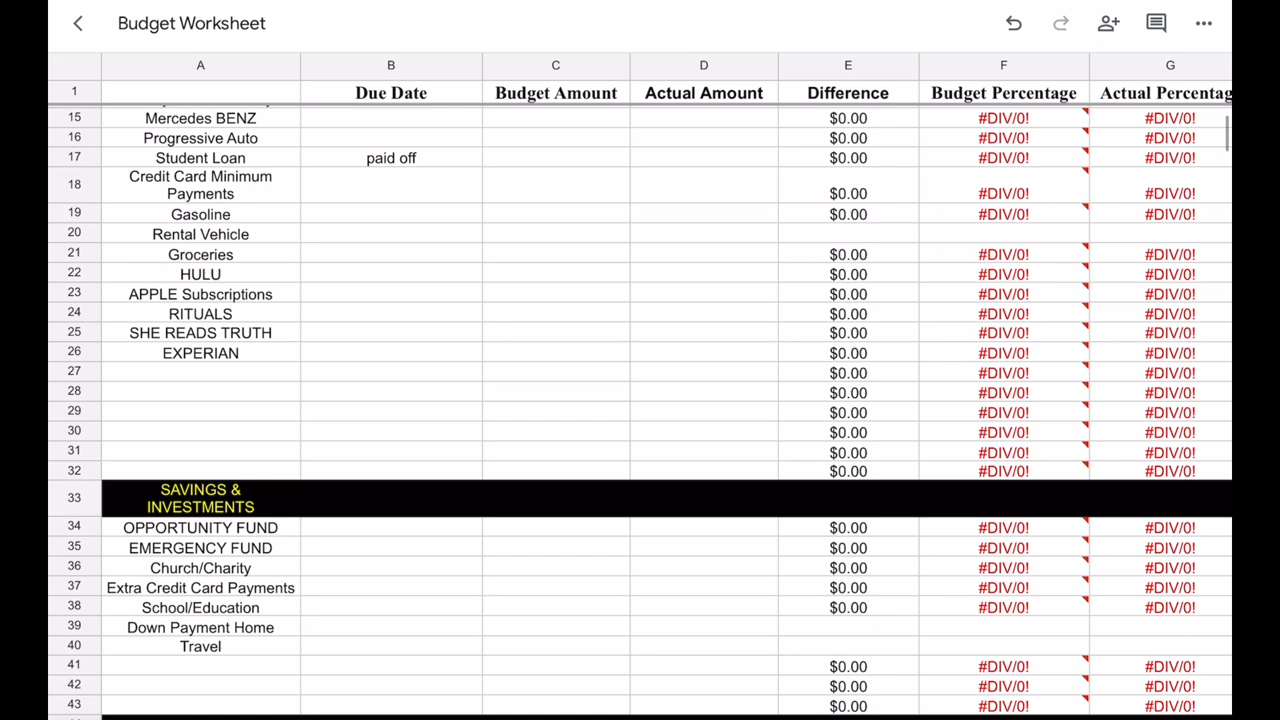 Budget Worksheet
A B C D E F G
1 Due Date Budget Amount Actual Amount Difference Budget Percentage Actual Percentag
15 Mercedes BENZ $0.00 #DIV/0! #DIV/0!
16 Progressive Auto $0.00 #DIV/0! #DIV/0!
17 Student Loan paid off $0.00 #DIV/0! #DIV/0!
Credit Card Minimum
18 Payments $0.00 #DIV/0! #DIV/0!
19 Gasoline $0.00 #DIV/0! #DIV/0!
20 Rental Vehicle
21 Groceries $0.00 #DIV/0! #DIV/0!
22 HULU $0.00 #DIV/0! #DIV/0!
23 APPLE Subscriptions $0.00 #DIV/0! #DIV/0!
24 RITUALS $0.00 #DIV/0! #DIV/0!
25 SHE READS TRUTH $0.00 #DIV/0! #DIV/0!
26 EXPERIAN $0.00 #DIV/0! #DIV/0!
27 $0.00 #DIV/0! #DIV/0!
28 $0.00 #DIV/0! #DIV/0!
29 $0.00 #DIV/0! #DIV/0!
30 $0.00 #DIV/0! #DIV/0!
31 $0.00 #DIV/0! #DIV/0!
32 $0.00 #DIV/0! #DIV/0!
SAVINGS &
33 INVESTMENTS
34 OPPORTUNITY FUND $0.00 #DIV/0! #DIV/0!
35 EMERGENCY FUND $0.00 #DIV/0! #DIV/0!
36 Church/Charity $0.00 #DIV/0! #DIV/0!
37 Extra Credit Card Payments $0.00 #DIV/0! #DIV/0!
38 School/Education $0.00 #DIV/0! #DIV/0!
39 Down Payment Home
40 Travel
41 $0.00 #DIV/0! #DIV/0!
42 $0.00 #DIV/0! #DIV/0!
43 $0.00 #DIV/0! #DIV/0!